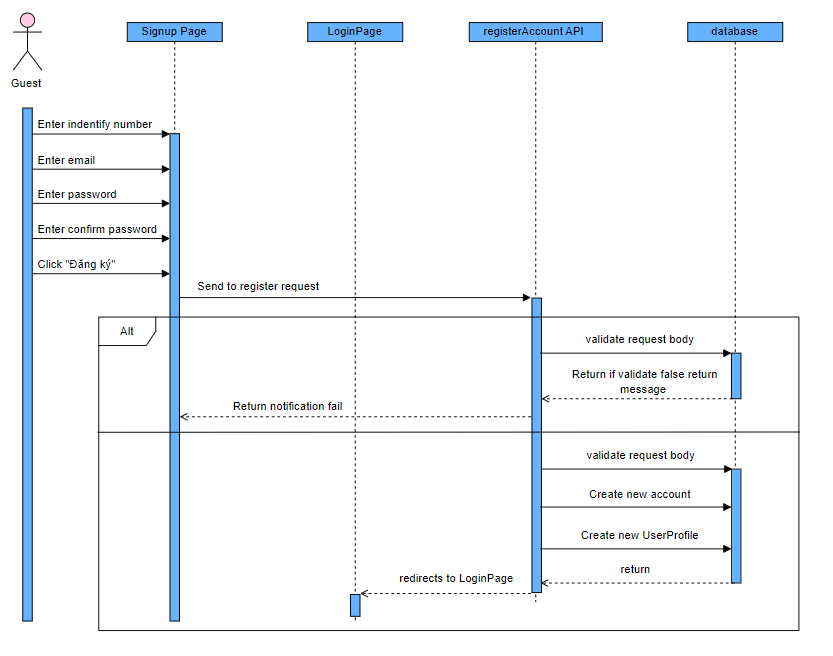 Signup Page
LoginPage
registerAccount API
database
Guest
Enter indentify number
Enter email
Enter password
Enter confirm password
Click "Đăng ký"
Send to register request
Alt
validate request body
Return if validate false return
message
Return notification fail
validate request body
Create new account
Create new UserProfile
return
redirects to LoginPage